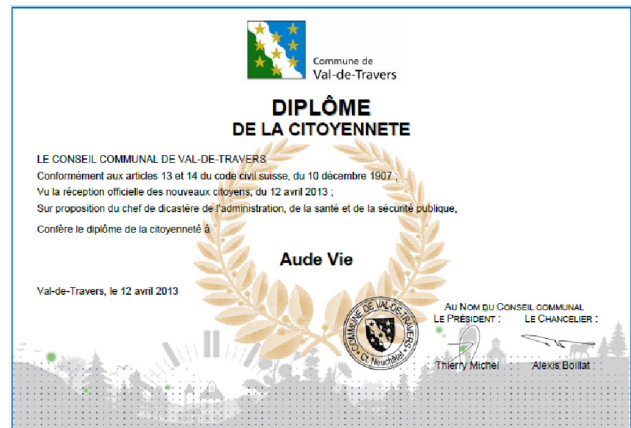 Commune de
Val-de-Travers
DIPLÔME
DE LA CITOYENNETE
LE CONSEIL COMMUNAL DE VAL-DE-TRAVERS
Conformément aux articles 13 et 14 du code civil suisse, du 10 décembre 1907 ;
Vu la réception officielle des nouveaux citoyens, du 12 avril 2013 ;
Sur proposition du chef de dicastère de l'administration, de la santé et de la sécurité publique,
Confère le diplôme de la citoyenneté à
Aude Vie
Val-de-Travers, le 12 avril 2013
AU NOM DU CONSEIL COMMUNAL
LE PRÉSIDENT : LE CHANCELIER :
COMMUNE DE VAL-DE-TRAVERS
Ct Neuchâtel
Thierry Michel Alexis Boillat